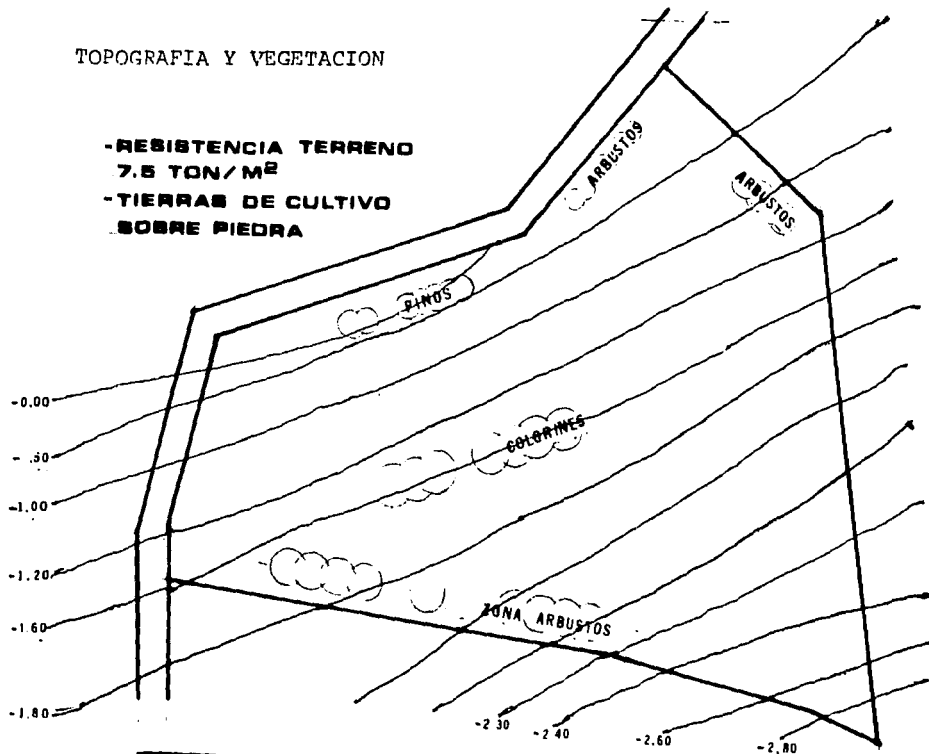 TOPOGRAFIA Y VEGETACION
-RESISTENCIA TERRENO
7.5 TON/M²
-TIERRAS DE CULTIVO
SOBRE PIEDRA
ARBUSTOS
ARBUSTOS
PINOS
-0.00
-.50
-1.00
COLORINES
-1.20
-1.60
ZONA ARBUSTOS
-1.80
-2.30
-2.40
-2.60
-2.80